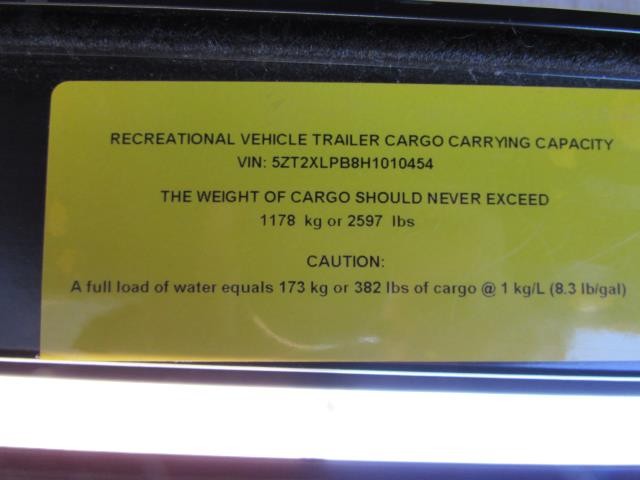 RECREATIONAL VEHICLE TRAILER CARGO CARRYING CAPACITY
VIN: 5ZT2XLPB8H1010454
THE WEIGHT OF CARGO SHOULD NEVER EXCEED
1178 kg or 2597 lbs
CAUTION:
A full load of water equals 173 kg or 382 lbs of cargo @ 1 kg/L (8.3 lb/gal)